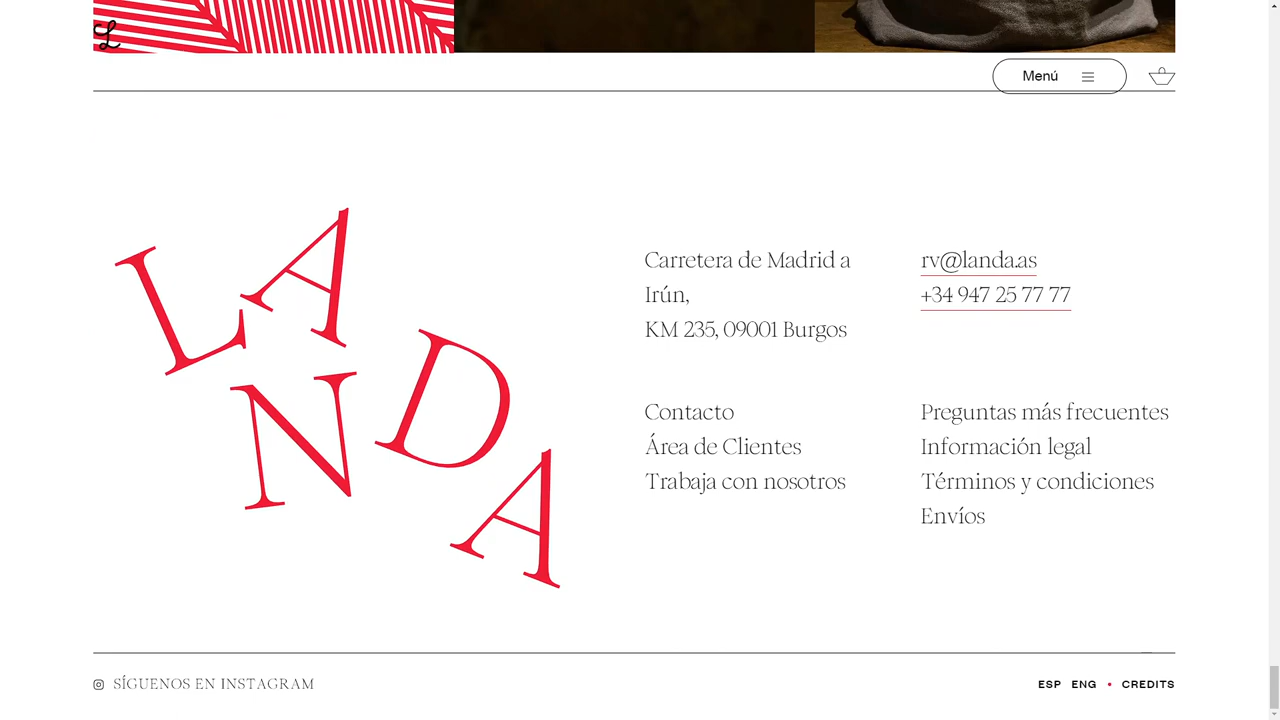 L
Menú
LA
NDA
Carretera de Madrid a
Irún,
KM 235, 09001 Burgos
rv@landa.as
+34 947 25 77 77
Contacto
Área de Clientes
Trabaja con nosotros
Preguntas más frecuentes
Información legal
Términos y condiciones
Envíos
SÍGUENOS EN INSTAGRAM
ESP ENG • CREDITS